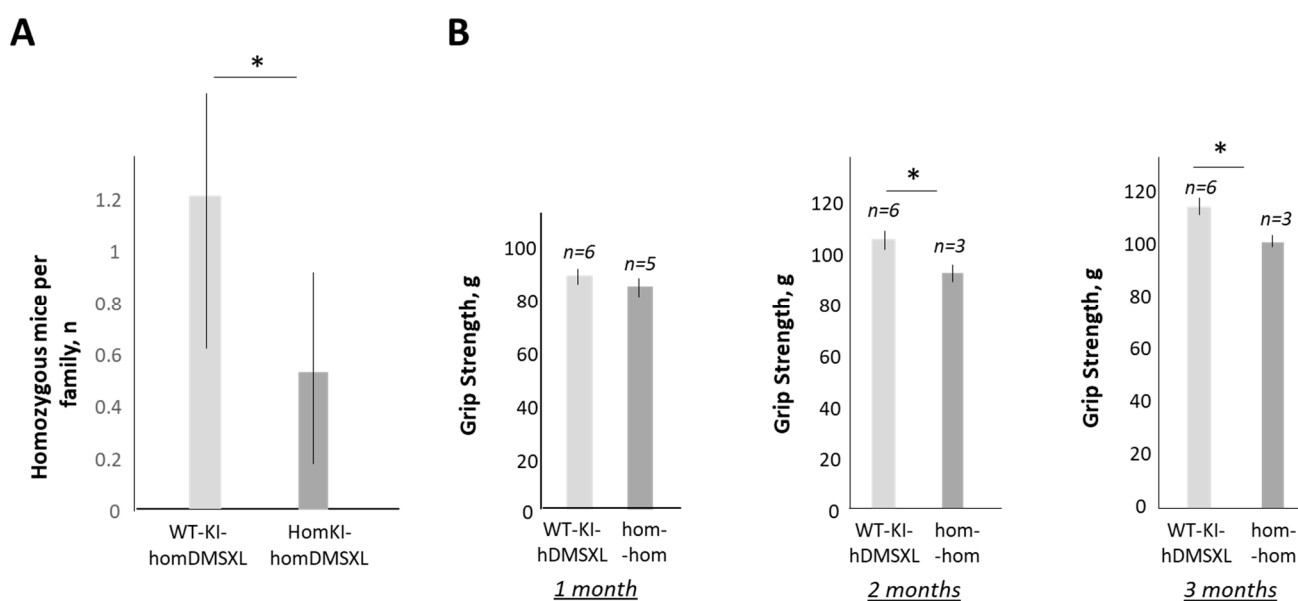 A
*
Homozygous mice per
family, n
1.2
1
0.8
0.6
0.4
0.2
0
WT-KI-
homDMSXL
HomKI-
homDMSXL
B
Grip Strength, g
100
80
60
40
20
0
n=6
n=5
WT-KI-
hDMSXL
hom-
-hom
1 month
Grip Strength, g
120
100
80
60
40
20
0
*
n=6
n=3
WT-KI-
hDMSXL
hom-
-hom
2 months
Grip Strength, g
120
100
80
60
40
20
0
*
n=6
n=3
WT-KI-
hDMSXL
hom-
-hom
3 months